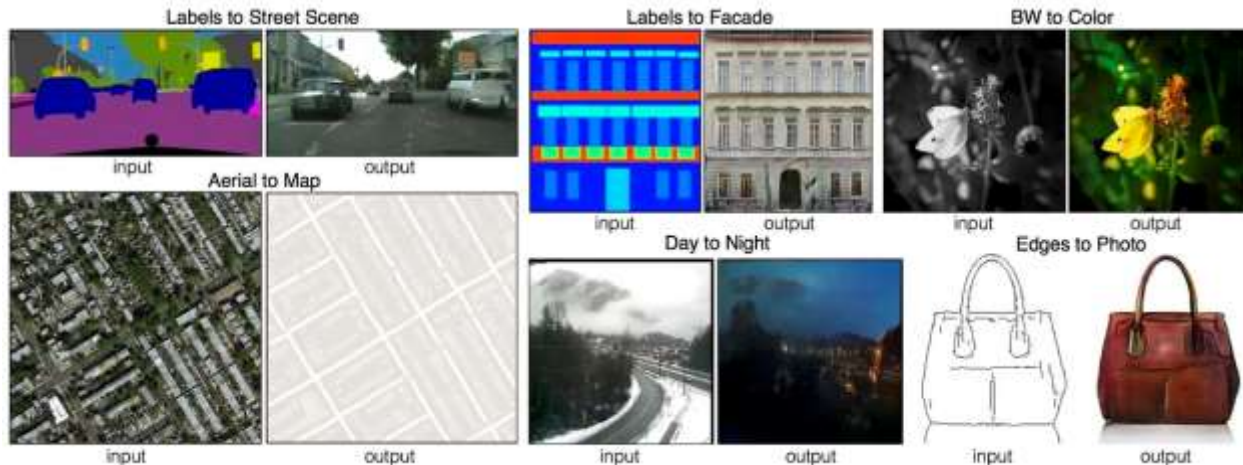 Labels to Street Scene
input
output
Aerial to Map
input
output
Labels to Facade
input
output
BW to Color
input
output
Day to Night
input
output
Edges to Photo
input
output